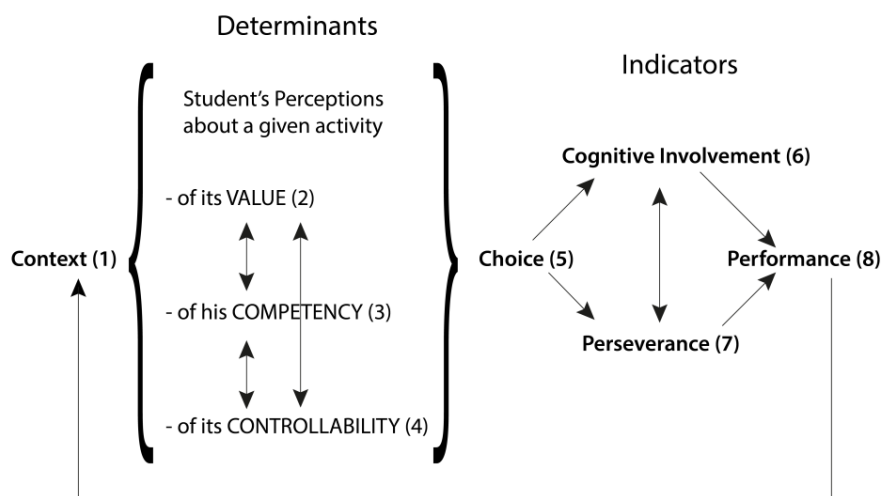 Determinants
Indicators
Student's Perceptions
about a given activity
- of its VALUE (2)
- of his COMPETENCY (3)
- of its CONTROLLABILITY (4)
Context (1)
Cognitive Involvement (6)
Choice (5)
Performance (8)
Perseverance (7)